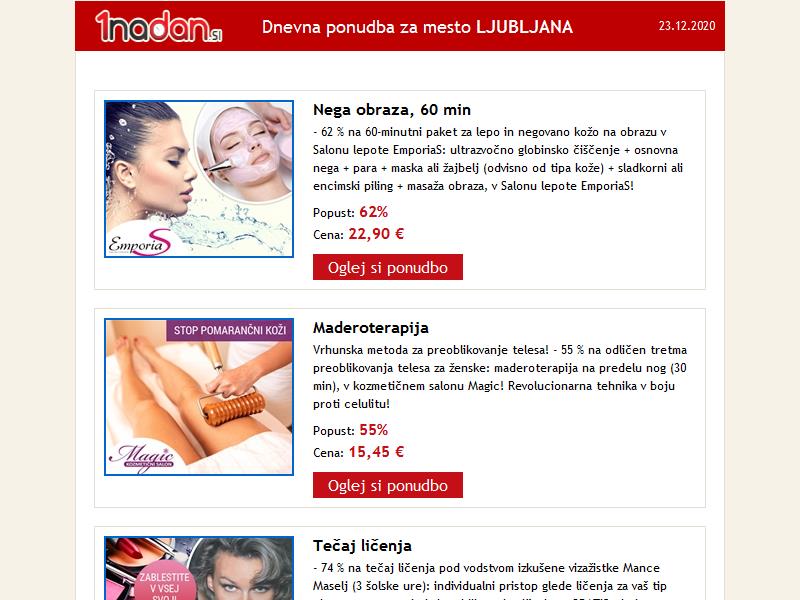 1nadan.si
Dnevna ponudba za mesto LJUBLJANA
23.12.2020
Nega obraza, 60 min
- 62 % na 60-minutni paket za lepo in negovano kožo na obrazu v
Salonu lepote EmporiaS: ultrazvočno globinsko čiščenje + osnovna
nega + para + maska ali žajbelj (odvisno od tipa kože) + sladkorni ali
encimski piling + masaža obraza, v Salonu lepote EmporiaS!
Popust: 62%
Cena: 22,90 €
Oglej si ponudbo
Emporia S
STOP POMARANČNI KOŽI
Magic
KOZMETIČNI SALON
Maderoterapija
Vrhunska metoda za preoblikovanje telesa! - 55 % na odličen tretma
preoblikovanja telesa za ženske: maderoterapija na predelu nog (30
min), v kozmetičnem salonu Magic! Revolucionarna tehnika v boju
proti celulitu!
Popust: 55%
Cena: 15,45 €
Oglej si ponudbo
ZABLESTITE
V VSEJ
SVOJI
Tečaj ličenja
- 74 % na tečaj ličenja pod vodstvom izkušene vizažistke Mance
Maselj (3 šolske ure): individualni pristop glede ličenja za vaš tip